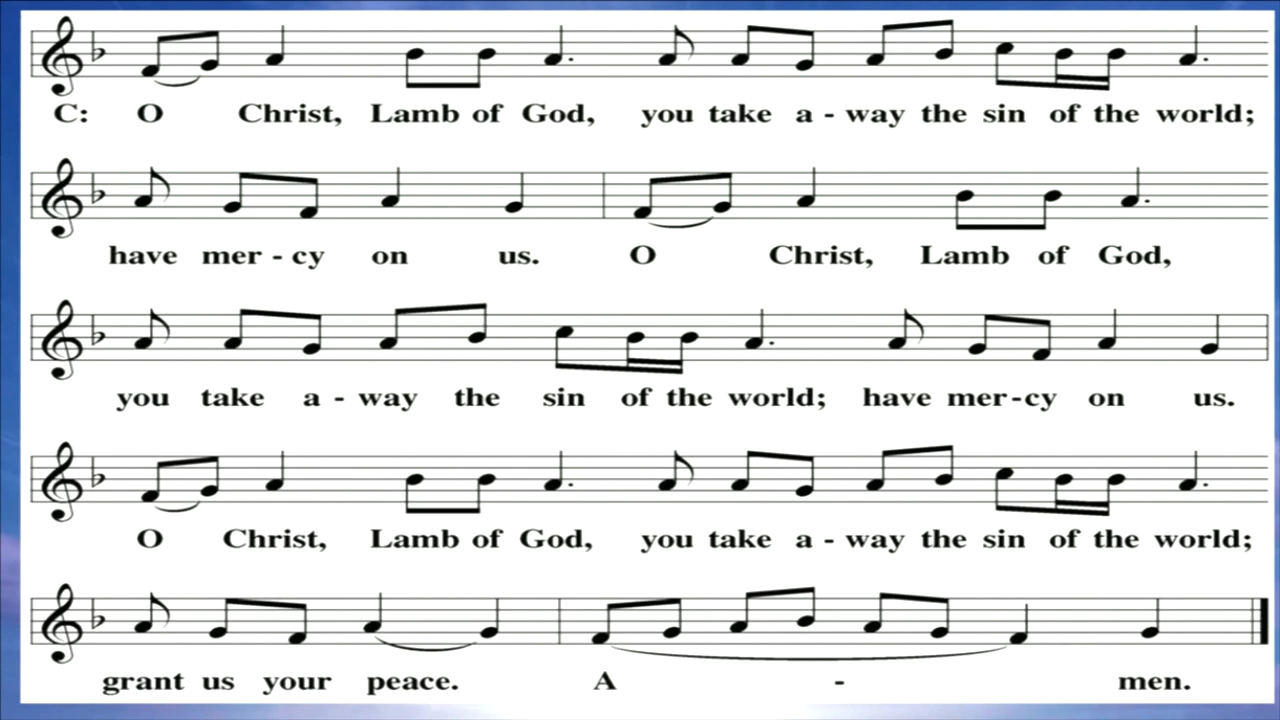 C: O Christ, Lamb of God, you take a - way the sin of the world;
have mer - cy on us. O Christ, Lamb of God,
you take a - way the sin of the world; have mer - cy on us.
O Christ, Lamb of God, you take a - way the sin of the world;
grant us your peace. A - men.